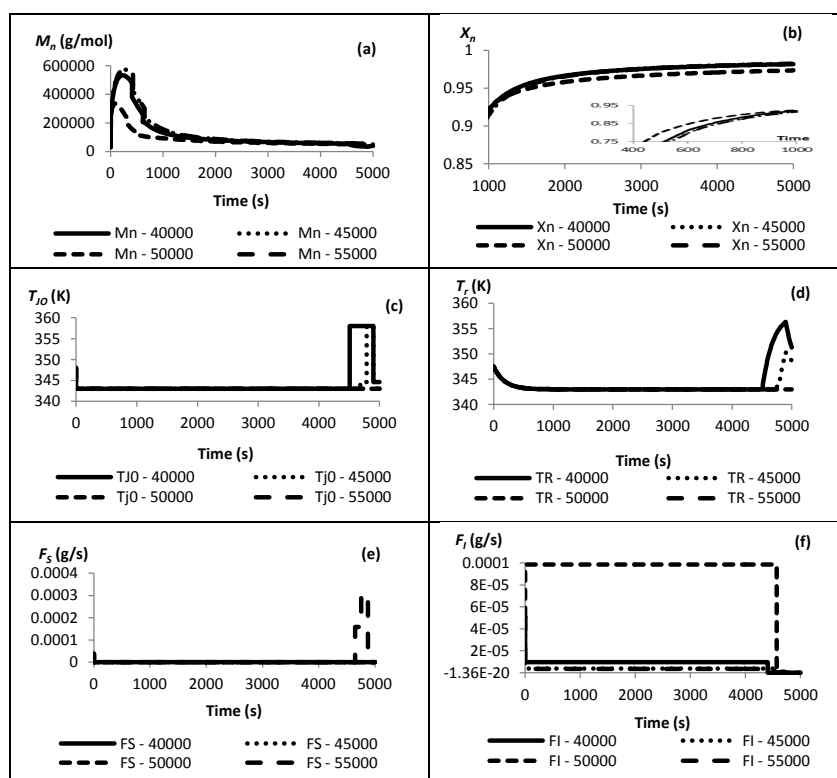 Mn (g/mol) (a)
600000
500000
400000
300000
200000
100000
0
0 1000 2000 3000 4000 5000
Time (s)
Mn - 40000 Mn - 45000
Mn - 50000 Mn - 55000
Xn (b)
1
0.95
0.9
0.85
0.95
0.85
0.75
Time
400 600 800 1000
1000 2000 3000 4000 5000
Time (s)
Xn - 40000 Xn - 45000
Xn - 50000 Xn - 55000
TJO (K) (c)
365
360
355
350
345
340
0 1000 2000 3000 4000 5000
Time (s)
TJ0 - 40000 Tj0 - 45000
Tj0 - 50000 Tj0 - 55000
Tr (K) (d)
360
355
350
345
340
0 1000 2000 3000 4000 5000
Time (s)
TR - 40000 TR - 45000
TR - 50000 TR - 55000
FS (g/s) (e)
0.0004
0.0003
0.0002
0.0001
0
0 1000 2000 3000 4000 5000
Time (s)
FS - 40000 FS - 45000
FS - 50000 FS - 55000
FI (g/s) (f)
0.0001
8E-05
6E-05
4E-05
2E-05
-1.36E-20
0 1000 2000 3000 4000 5000
Time (s)
FI - 40000 FI - 45000
FI - 50000 FI - 55000